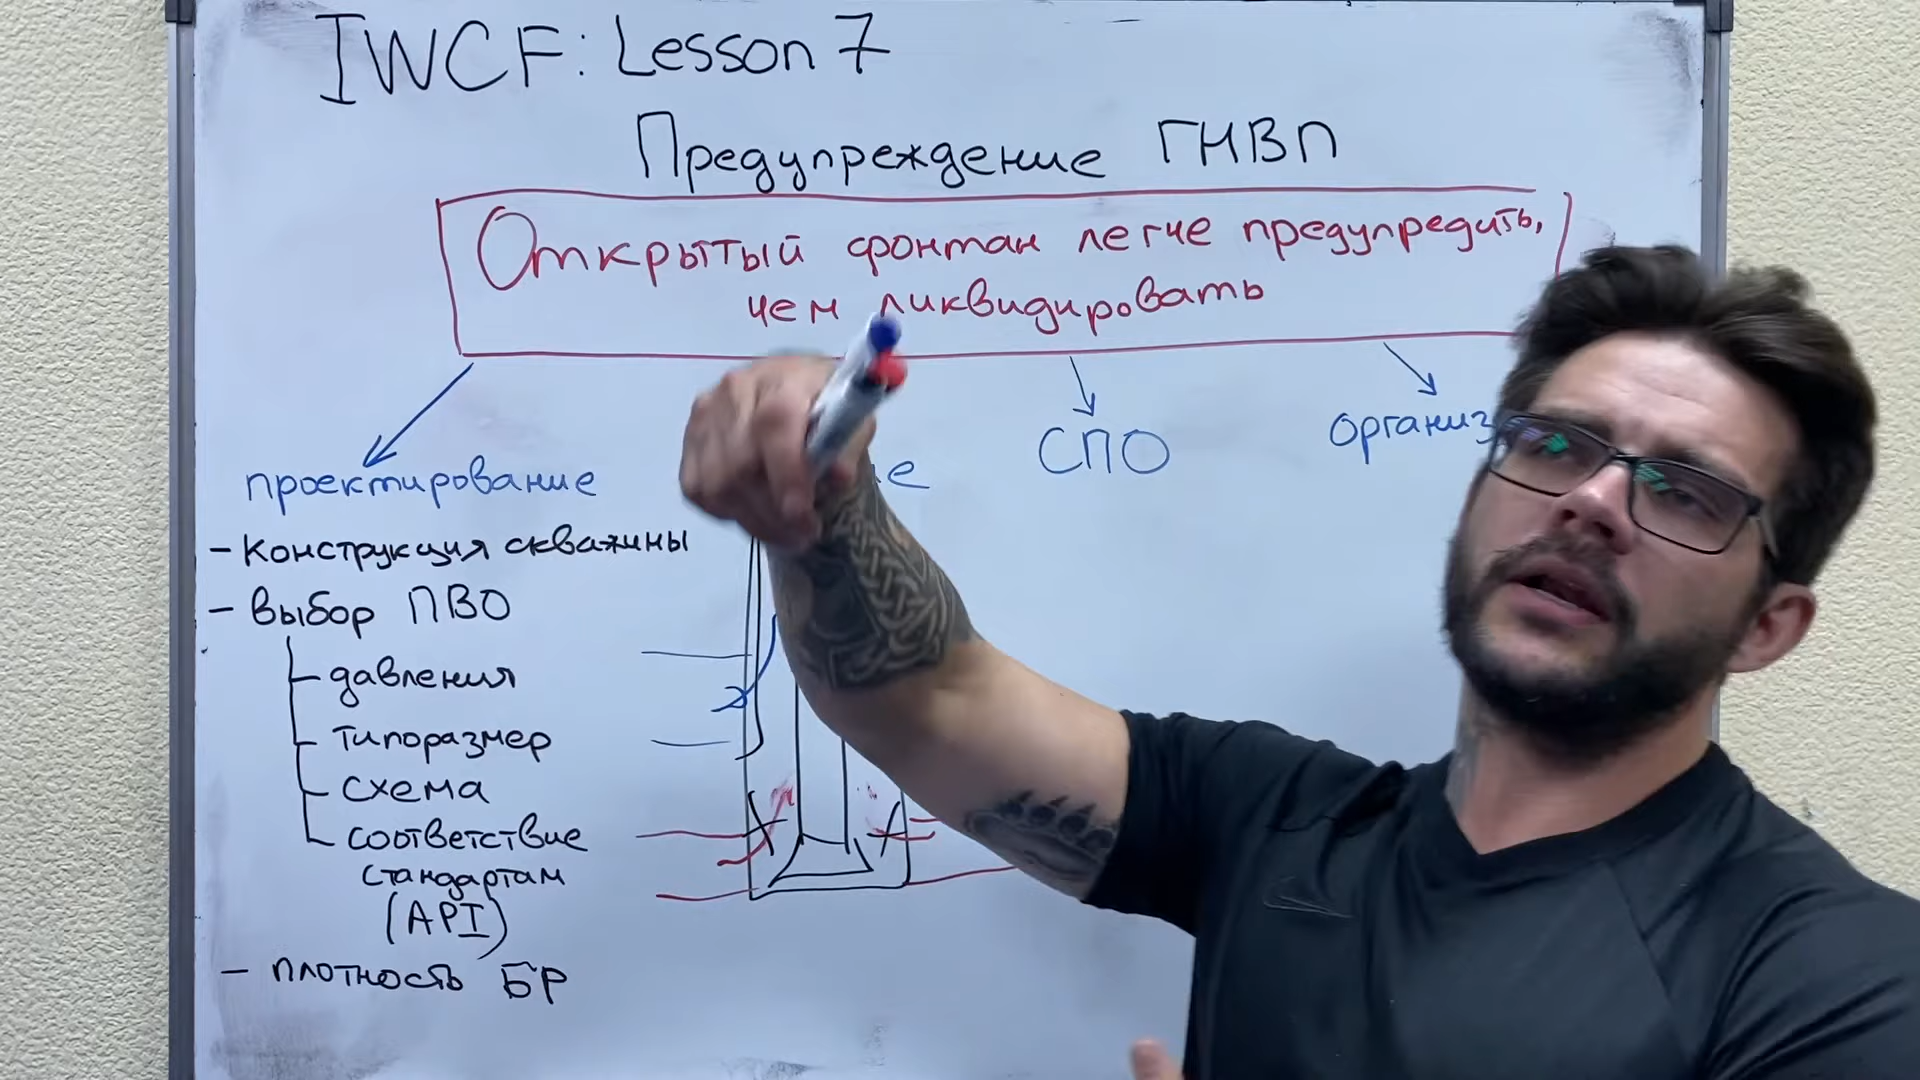 IWCF: Lesson 7
Предупреждение ГНВП
Открытый фонтан легче предупредить,
чем ликвидировать
проектирование
СПО
- Конструкция скважины
- выбор ПВО
- давления
- типоразмер
- схема
- соответствие
стандартам
(API)
- плотность БР